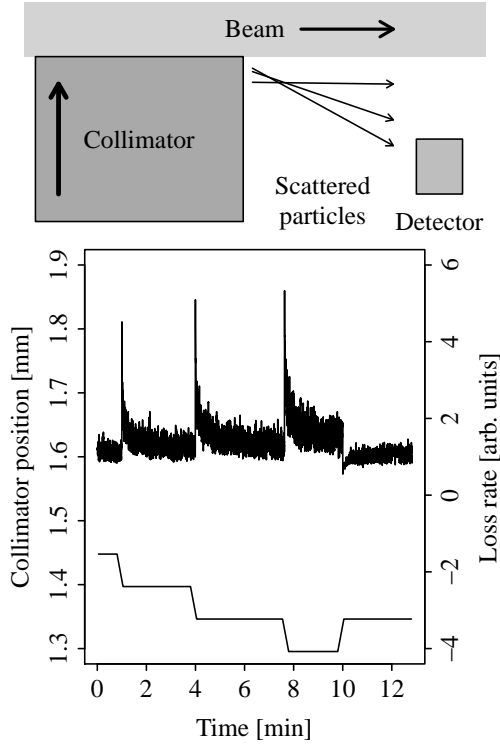 Beam
Collimator
Scattered
particles
Detector
Collimator position [mm]
1.9
1.8
1.7
1.6
1.5
1.4
1.3
6
4
2
0
−2
−4
Loss rate [arb. units]
0 2 4 6 8 10 12
Time [min]